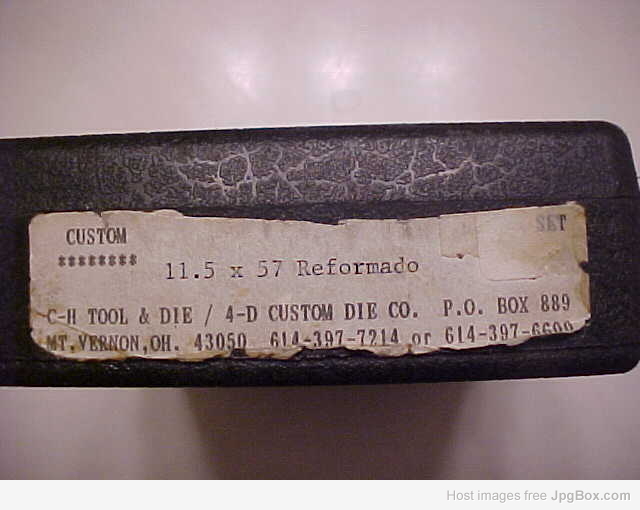 CUSTOM SET
********
11.5 x 57 Reformado
C-H TOOL & DIE / 4-D CUSTOM DIE CO. P.O. BOX 889
MT. VERNON, OH. 43050 614-397-7214 or 614-397-6600
Host images free JpgBox.com